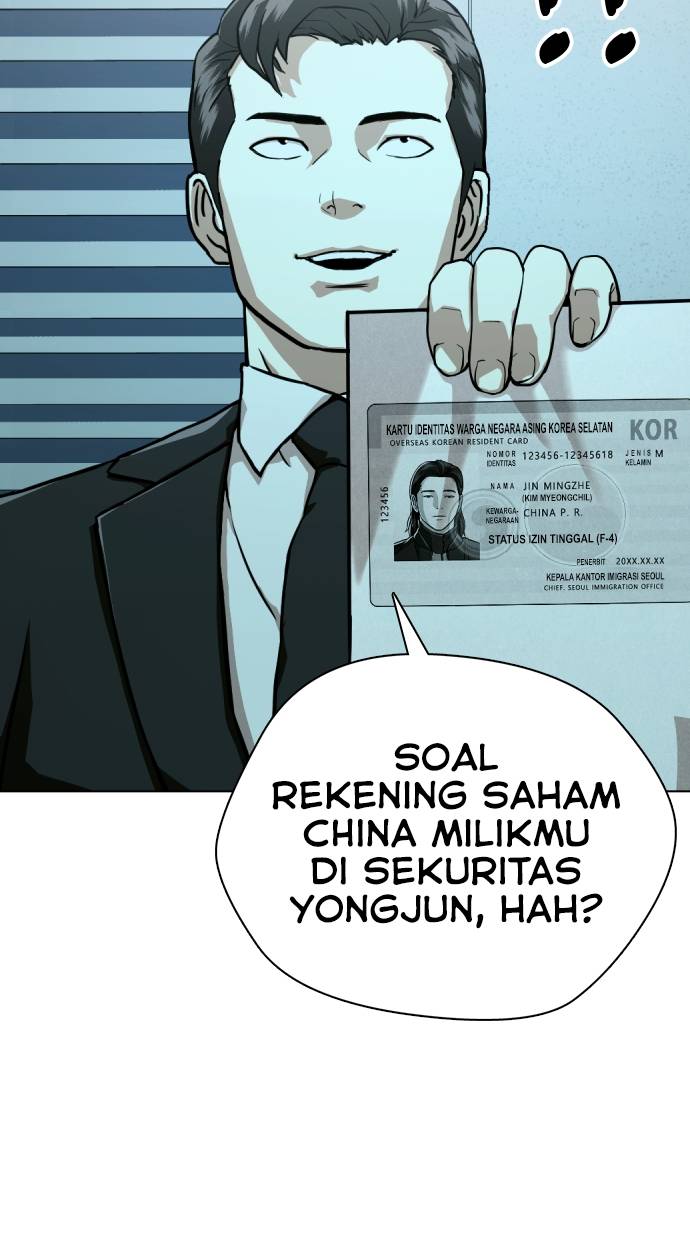 KARTU IDENTITAS WARGA NEGARA ASING KOREA SELATAN
KOR
OVERSEAS KOREAN RESIDENT CARD
NOMOR IDENTITAS 123456-12345618 JENIS KELAMIN M
NAMA JIN MINGZHE
(KIM MYEONGCHIL)
KEWARGA-NEGARAAN CHINA P. R.
STATUS IZIN TINGGAL (F-4)
123456
PENERBIT 20XX.XX.XX
KEPALA KANTOR IMIGRASI SEOUL
CHIEF. SEOUL IMMIGRATION OFFICE
SOAL
REKENING SAHAM
CHINA MILIKMU
DI SEKURITAS
YONGJUN, HAH?